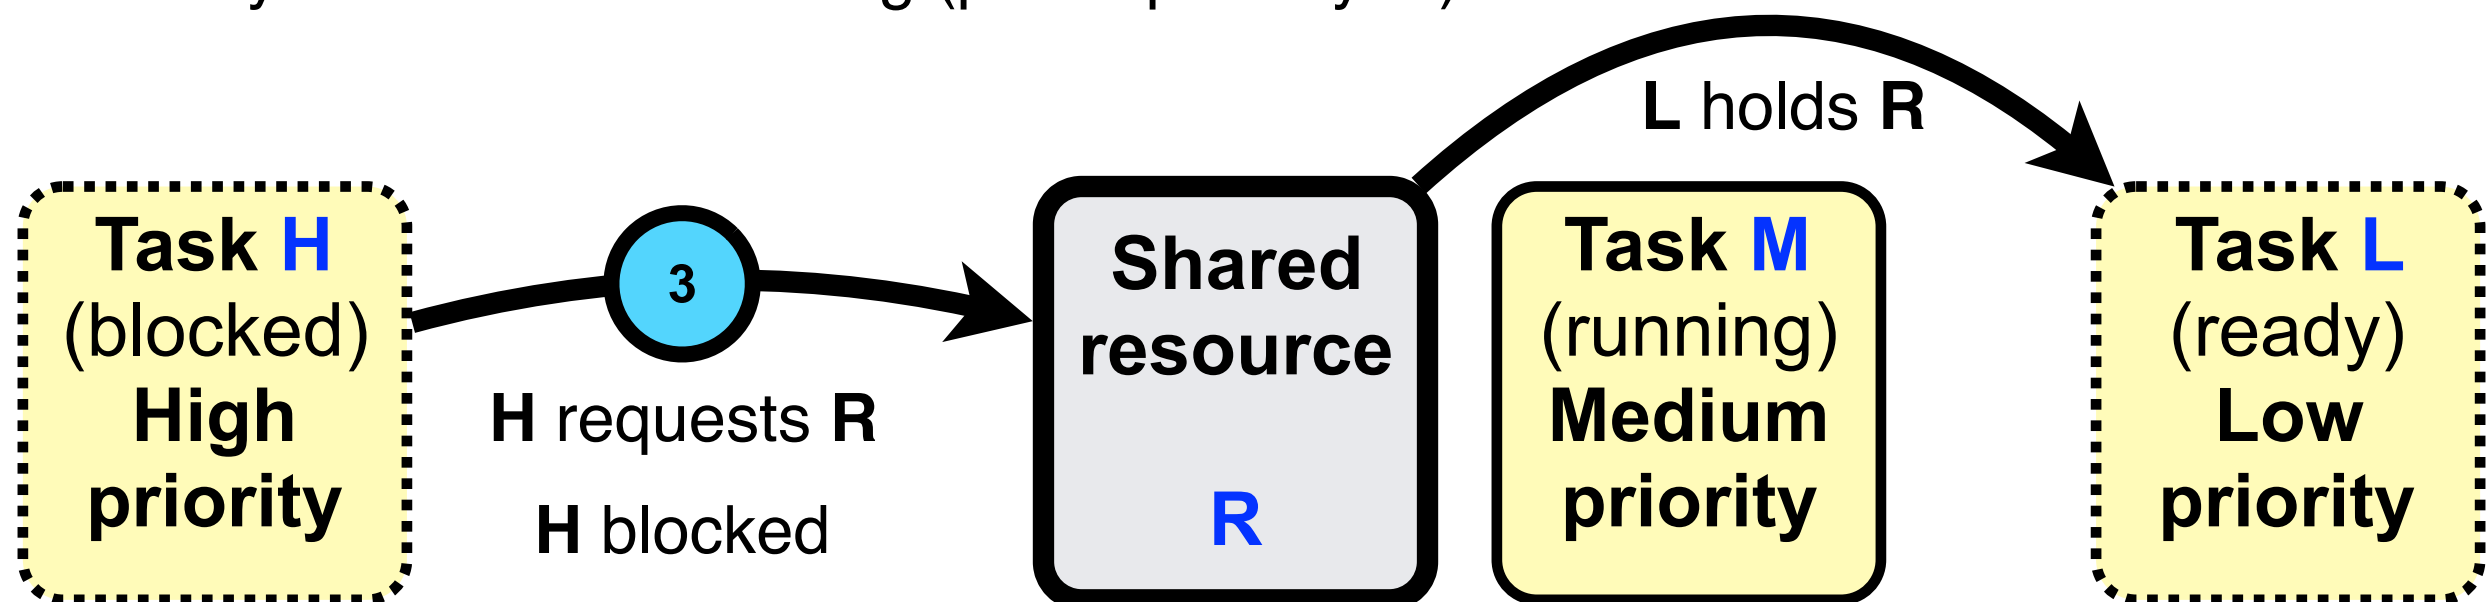 L holds R
Task H
(blocked)
High
priority
3
H requests R
H blocked
Shared
resource
R
Task M
(running)
Medium
priority
Task L
(ready)
Low
priority